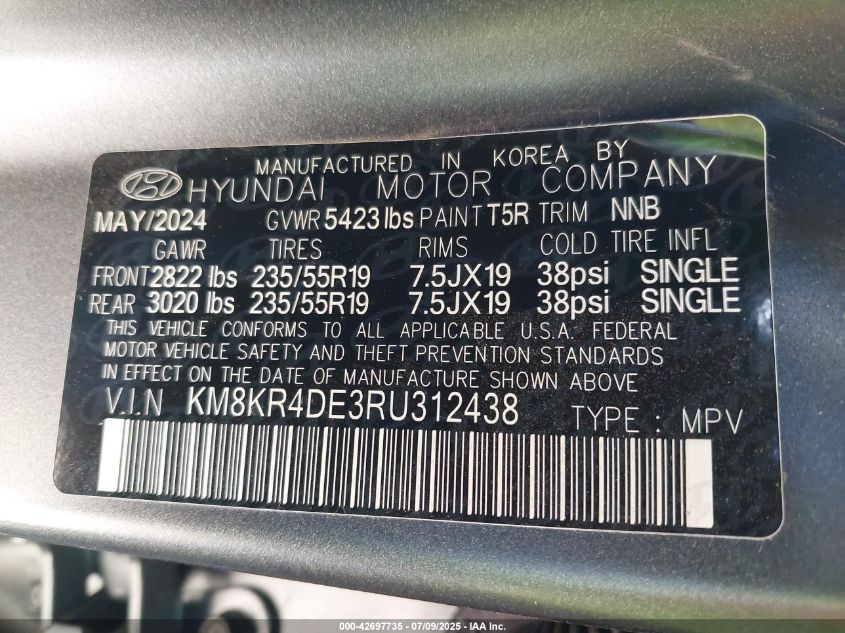 MANUFACTURED IN KOREA BY
HYUNDAI MOTOR COMPANY
MAY/2024 GVWR 5423 lbs PAINT T5R TRIM NNB
GAWR TIRES RIMS COLD TIRE INFL
FRONT 2822 lbs 235/55R19 7.5JX19 38psi SINGLE
REAR 3020 lbs 235/55R19 7.5JX19 38psi SINGLE
THIS VEHICLE CONFORMS TO ALL APPLICABLE U.S.A. FEDERAL
MOTOR VEHICLE SAFETY AND THEFT PREVENTION STANDARDS
IN EFFECT ON THE DATE OF MANUFACTURE SHOWN ABOVE
V.I.N KM8KR4DE3RU312438 TYPE : MPV
000-42697735 - 07/09/2025 - IAA Inc.